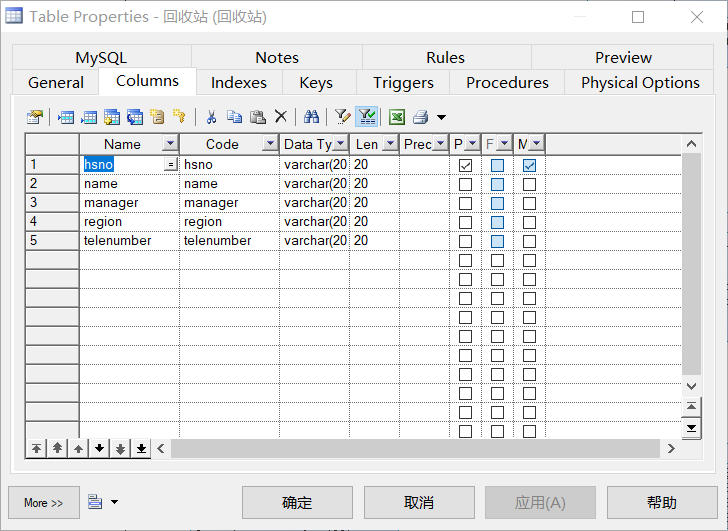 Table Properties - 回收站 (回收站)
MySQL Notes Rules Preview
General Columns Indexes Keys Triggers Procedures Physical Options
Name Code Data Ty Len Prec P F M
1 hsno = hsno varchar(20 20
2 name name varchar(20 20
3 manager manager varchar(20 20
4 region region varchar(20 20
5 telenumber telenumber varchar(20 20
More >> 确定 取消 应用(A) 帮助